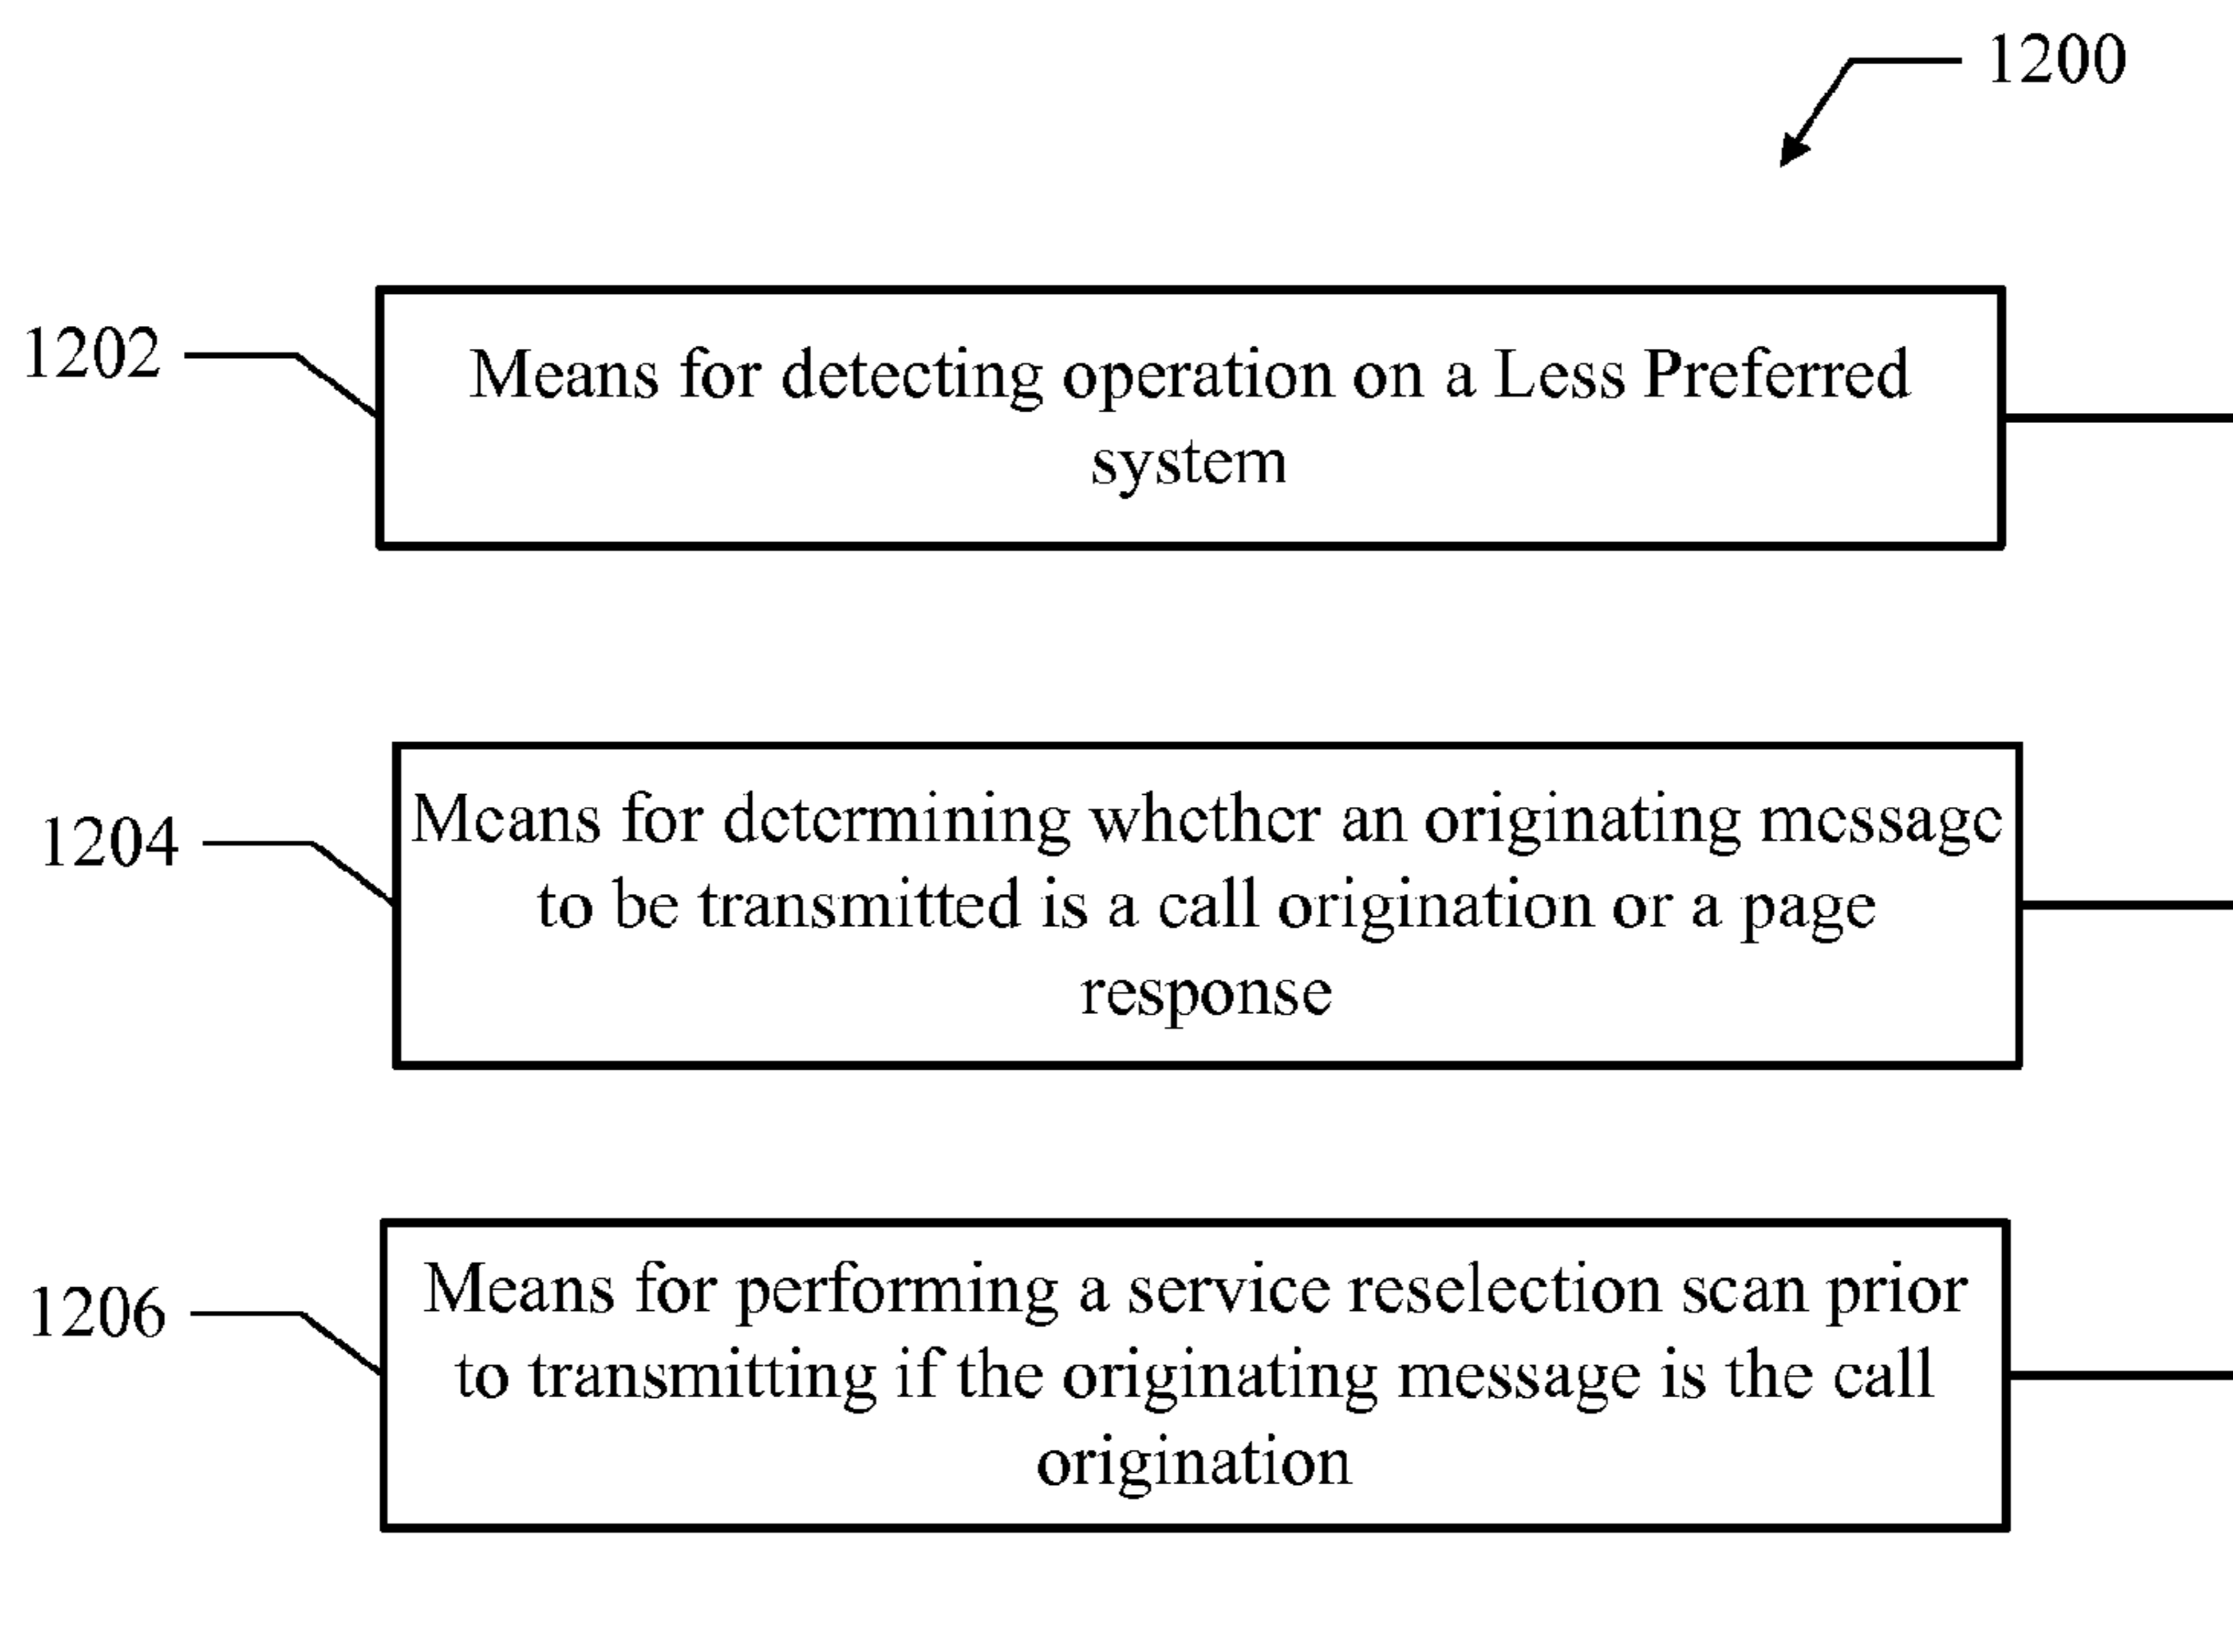 1200
1202
Means for detecting operation on a Less Preferred
system
1204
Means for determining whether an originating message
to be transmitted is a call origination or a page
response
1206
Means for performing a service reselection scan prior
to transmitting if the originating message is the call
origination